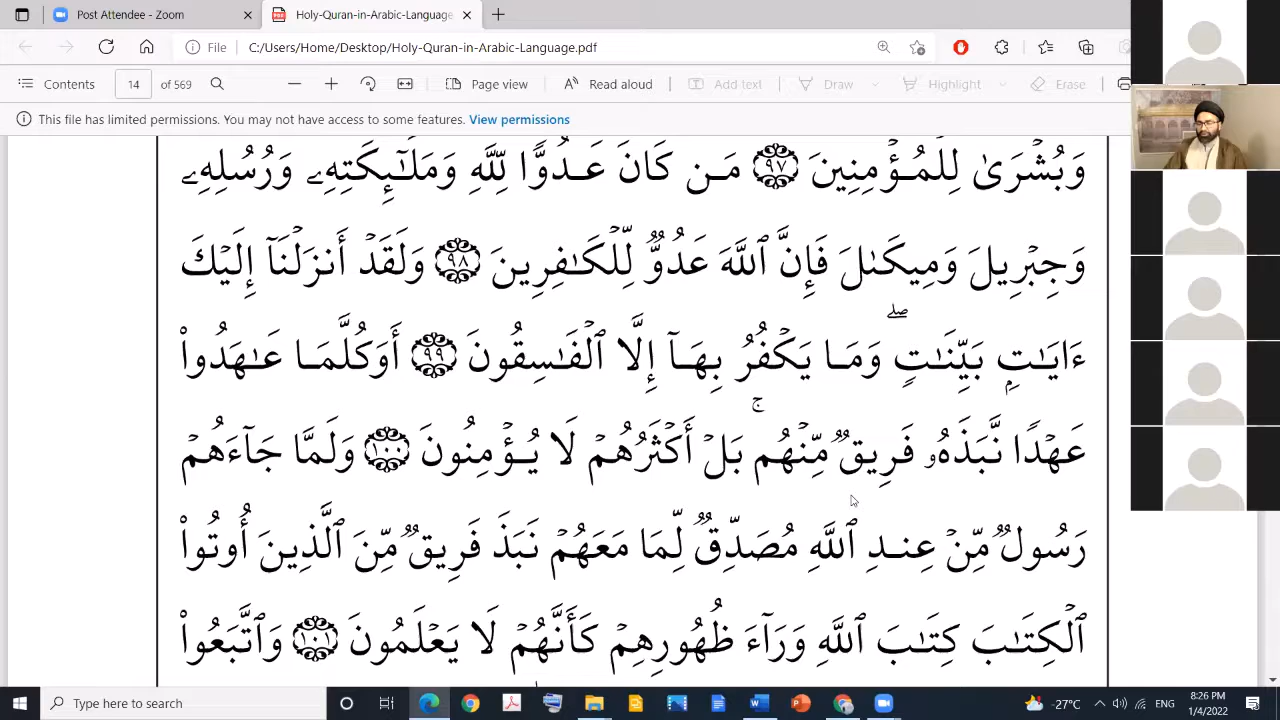 Post Attendee - Zoom
Holy-Quran-in-Arabic-Language
File
C:/Users/Home/Desktop/Holy-Quran-in-Arabic-Language.pdf
Contents
14 of 569
Page view
Read aloud
Add text
Draw
Highlight
Erase
This file has limited permissions. You may not have access to some features. View permissions
وَبُشۡرَىٰ لِلۡمُؤۡمِنِينَ ٩٧ مَن كَانَ عَدُوًّا لِّلَّهِ وَمَلَـٰٓئِكَتِهِۦ وَرُسُلِهِۦ
وَجِبۡرِيلَ وَمِيكَىٰلَ فَإِنَّ ٱللَّهَ عَدُوٌّ لِّلۡكَـٰفِرِينَ ٩٨ وَلَقَدۡ أَنزَلۡنَآ إِلَيۡكَ
ءَايَـٰتِۭ بَيِّنَـٰتٍۖ وَمَا يَكۡفُرُ بِهَآ إِلَّا ٱلۡفَـٰسِقُونَ ٩٩ أَوَكُلَّمَا عَـٰهَدُواْ
عَهۡدًا نَّبَذَهُۥ فَرِيقٌ مِّنۡهُمۚ بَلۡ أَكۡثَرُهُمۡ لَا يُؤۡمِنُونَ ١٠٠ وَلَمَّا جَآءَهُمۡ
رَسُولٌ مِّنۡ عِندِ ٱللَّهِ مُصَدِّقٌ لِّمَا مَعَهُمۡ نَبَذَ فَرِيقٌ مِّنَ ٱلَّذِينَ أُوتُواْ
ٱلۡكِتَـٰبَ كِتَـٰبَ ٱللَّهِ وَرَآءَ ظُهُورِهِمۡ كَأَنَّهُمۡ لَا يَعۡلَمُونَ ١٠١ وَٱتَّبَعُواْ
Type here to search
-27°C
ENG
8:26 PM
1/4/2022